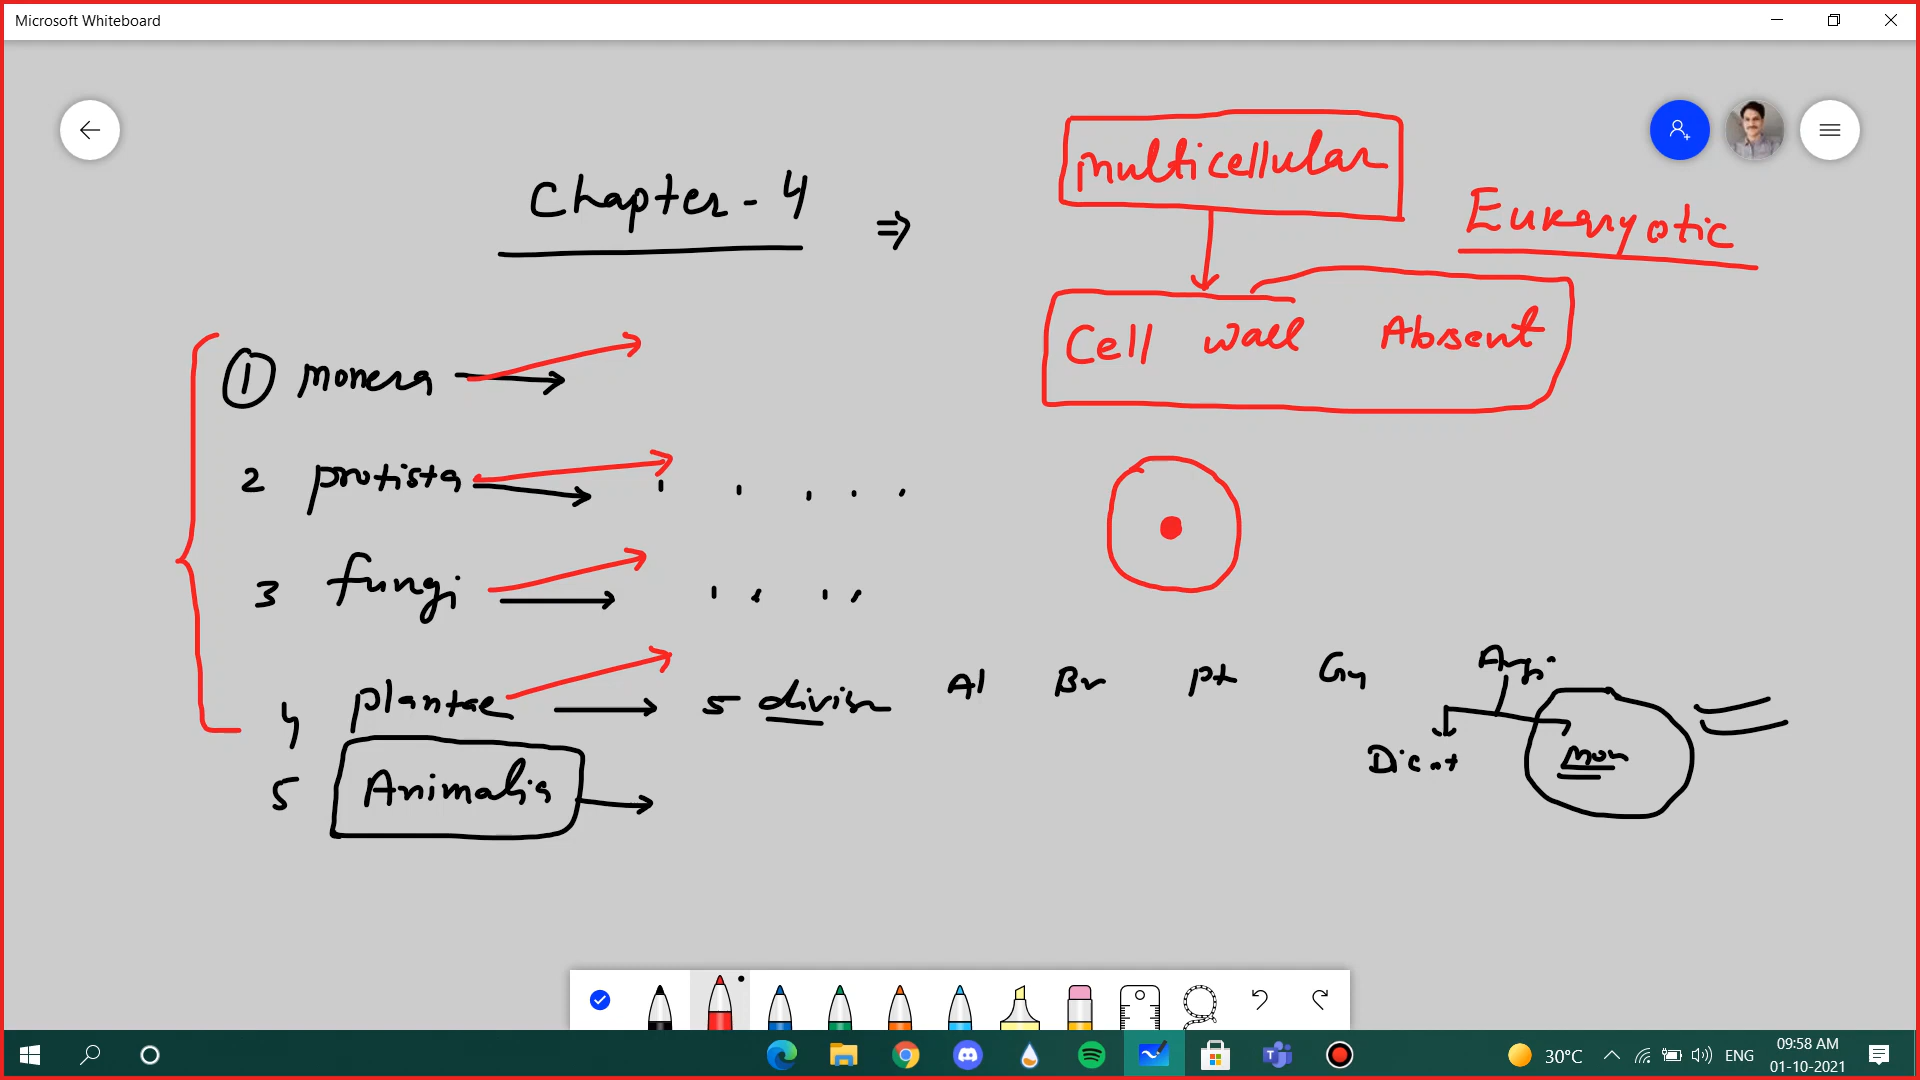 Microsoft Whiteboard
Chapter - 4 ⇒
multicellular
Eukaryotic
Cell wall Absent
1 monera →
2 protista →
3 fungi →
4 plantae → 5 divisn Al Br pt Gy Angi
Dicot mon
5 Animalia →
30°C ENG
09:58 AM
01-10-2021